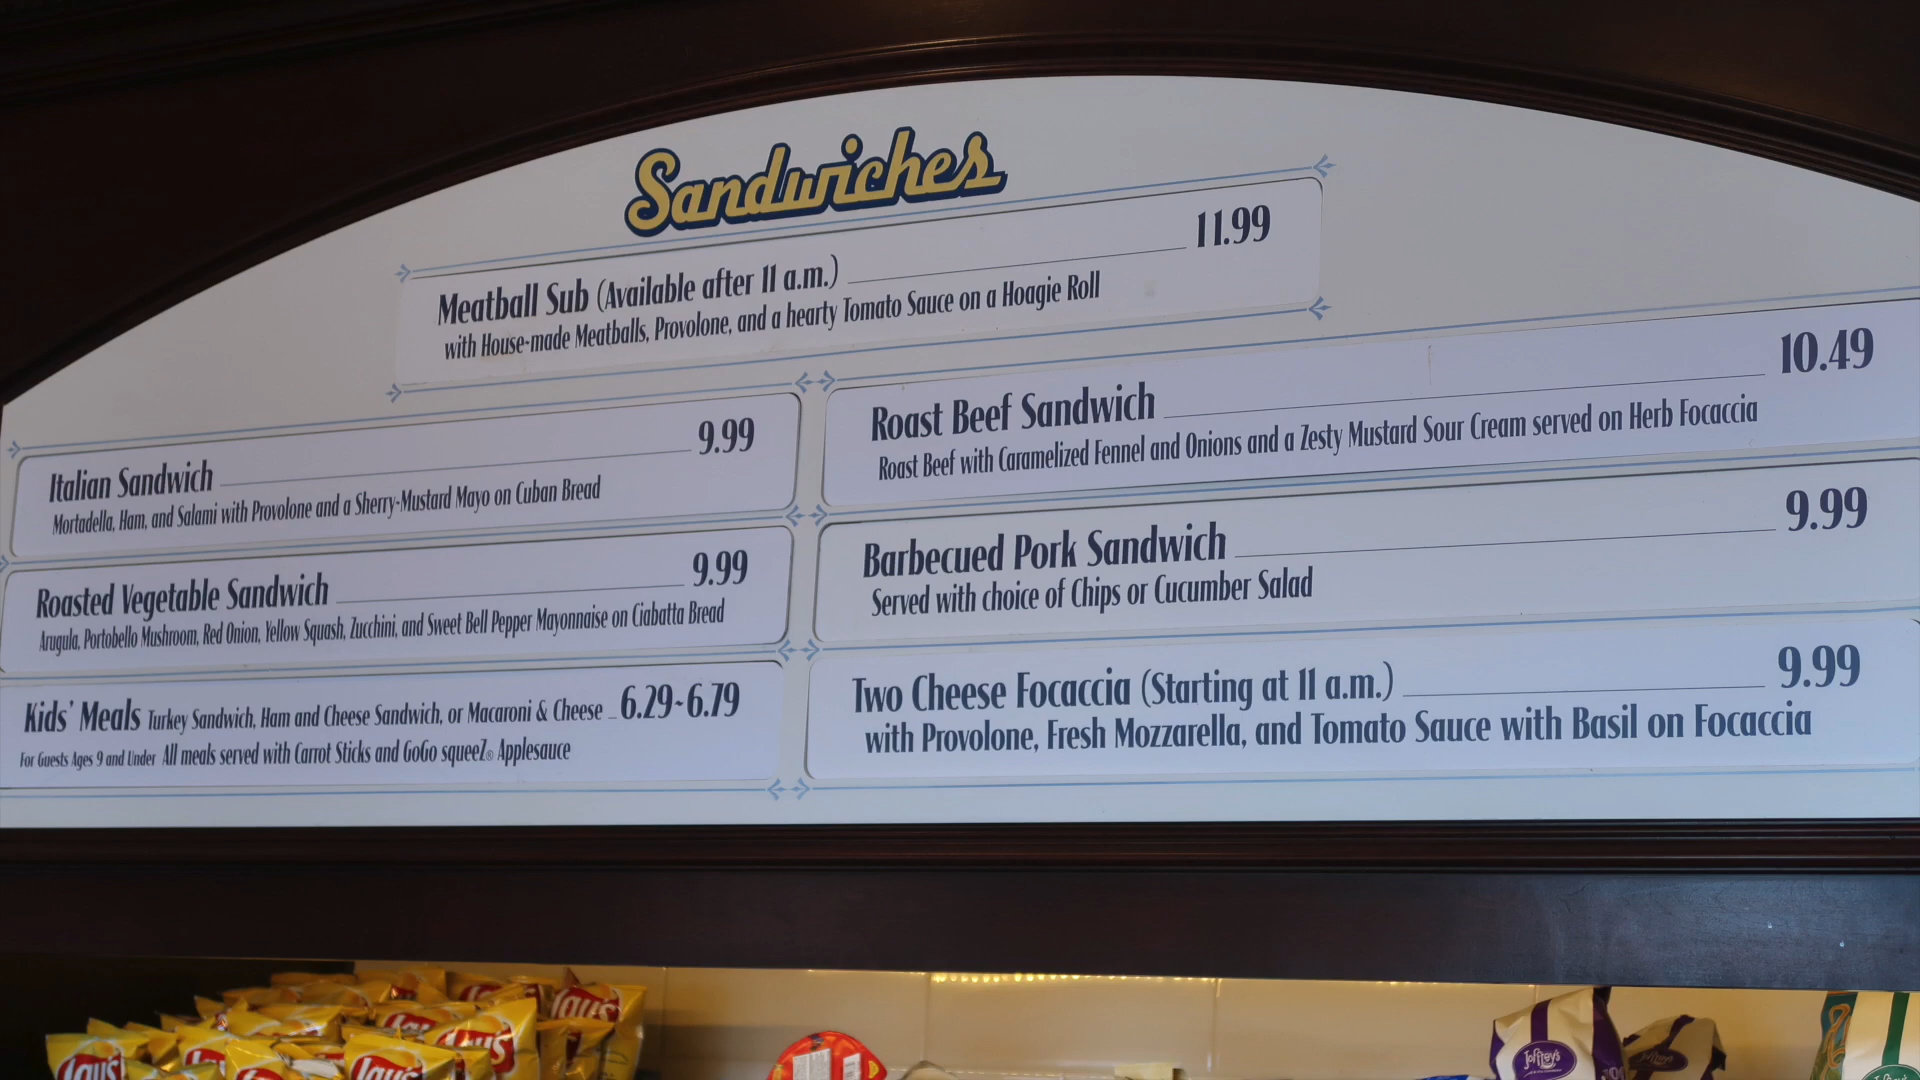 Sandwiches
Meatball Sub (Available after 11 a.m.) 11.99
with House-made Meatballs, Provolone, and a hearty Tomato Sauce on a Hoagie Roll
Italian Sandwich 9.99
Mortadella, Ham, and Salami with Provolone and a Sherry-Mustard Mayo on Cuban Bread
Roasted Vegetable Sandwich 9.99
Arugula, Portobello Mushroom, Red Onion, Yellow Squash, Zucchini, and Sweet Bell Pepper Mayonnaise on Ciabatta Bread
Kids' Meals Turkey Sandwich, Ham and Cheese Sandwich, or Macaroni & Cheese 6.29-6.79
For Guests Ages 9 and Under All meals served with Carrot Sticks and GoGo squeeZ® Applesauce
Roast Beef Sandwich 10.49
Roast Beef with Caramelized Fennel and Onions and a Zesty Mustard Sour Cream served on Herb Focaccia
Barbecued Pork Sandwich 9.99
Served with choice of Chips or Cucumber Salad
Two Cheese Focaccia (Starting at 11 a.m.) 9.99
with Provolone, Fresh Mozzarella, and Tomato Sauce with Basil on Focaccia
Lay's
Lay's
Lay's
Lay's
Joffrey's
Joffrey's